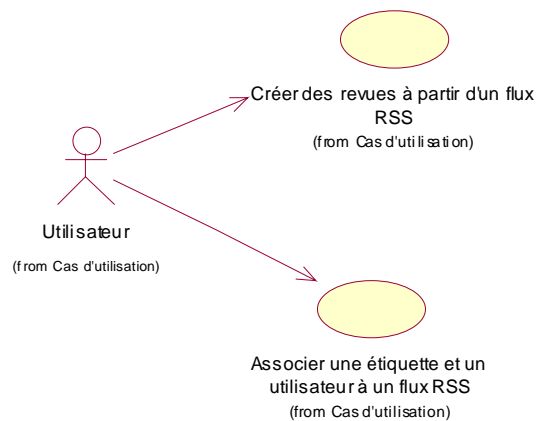 Créer des revues à partir d'un flux
RSS
(from Cas d'utilisation)
Utilisateur
(from Cas d'utilisation)
Associer une étiquette et un
utilisateur à un flux RSS
(from Cas d'utilisation)